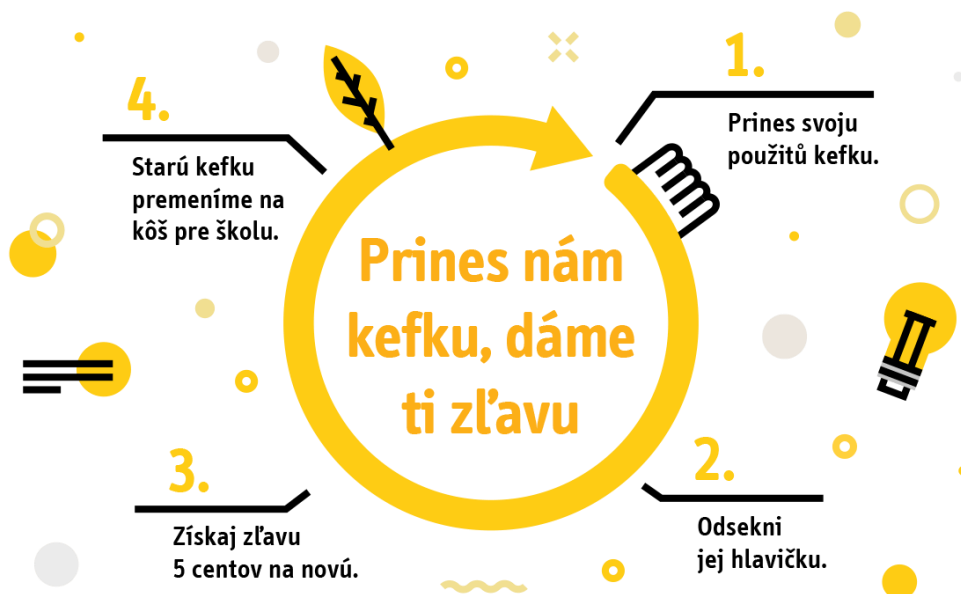 Prines nám
kefku, dáme
ti zľavu
1.
Prines svoju
použitů kefku.
2.
Odsekni
jej hlavičku.
3.
Získaj zľavu
5 centov na novú.
4.
Starú kefku
premeníme na
kôš pre školu.